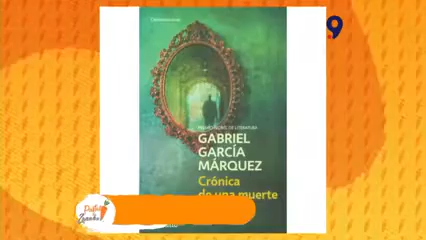 9
Contemporánea
PREMIO NOBEL DE LITERATURA
GABRIEL
GARCÍA
MÁRQUEZ
Crónica
de una muerte